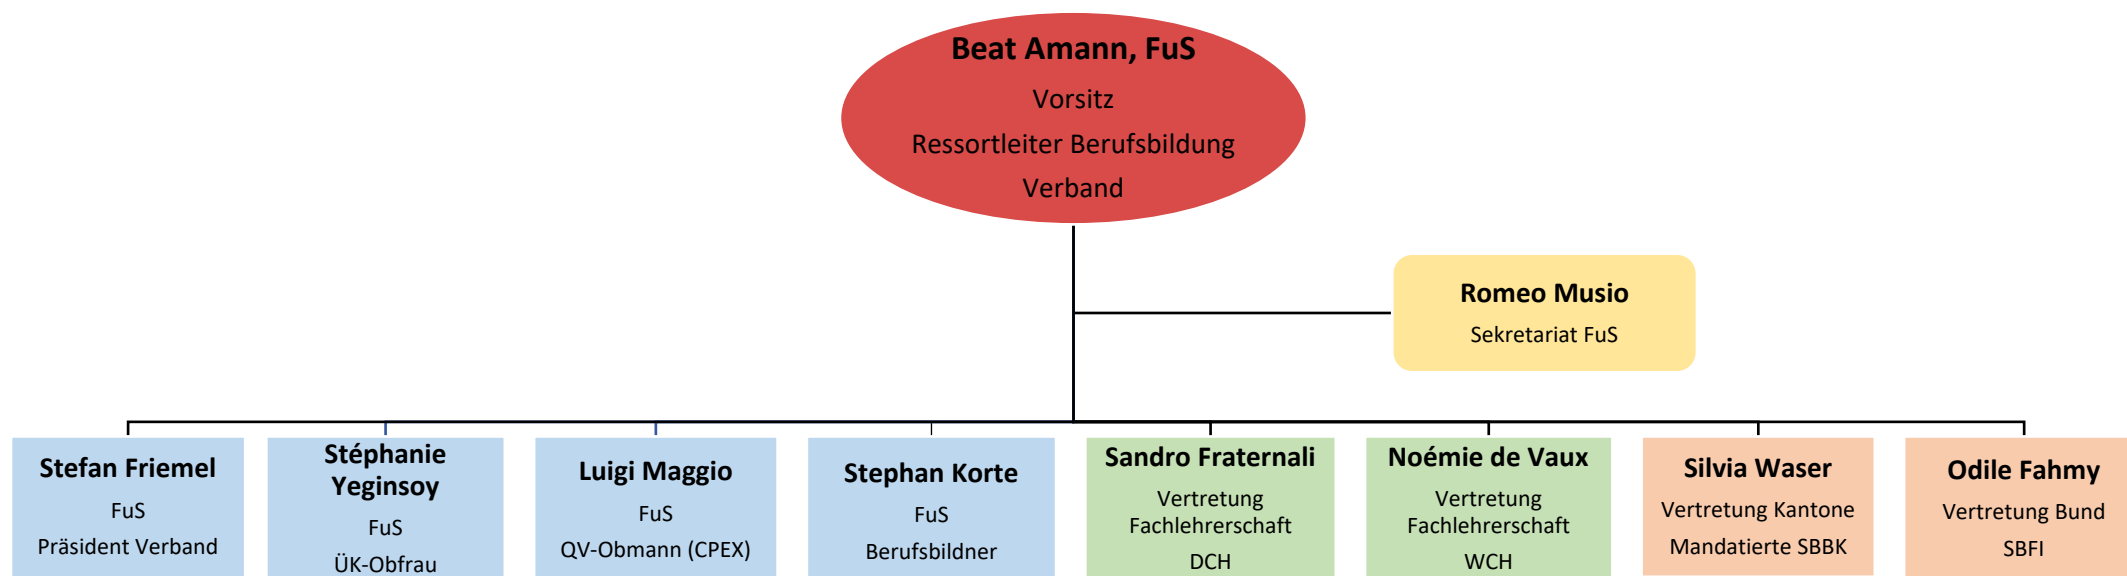 Beat Amann, FuS
Vorsitz
Ressortleiter Berufsbildung
Verband
Romeo Musio
Sekretariat FuS
Stefan Friemel
FuS
Präsident Verband
Stéphanie
Yeginsoy
FuS
ÜK-Obfrau
Luigi Maggio
FuS
QV-Obmann (CPEX)
Stephan Korte
FuS
Berufsbildner
Sandro Fraternali
Vertretung
Fachlehrerschaft
DCH
Noémie de Vaux
Vertretung
Fachlehrerschaft
WCH
Silvia Waser
Vertretung Kantone
Mandatierte SBBK
Odile Fahmy
Vertretung Bund
SBFI